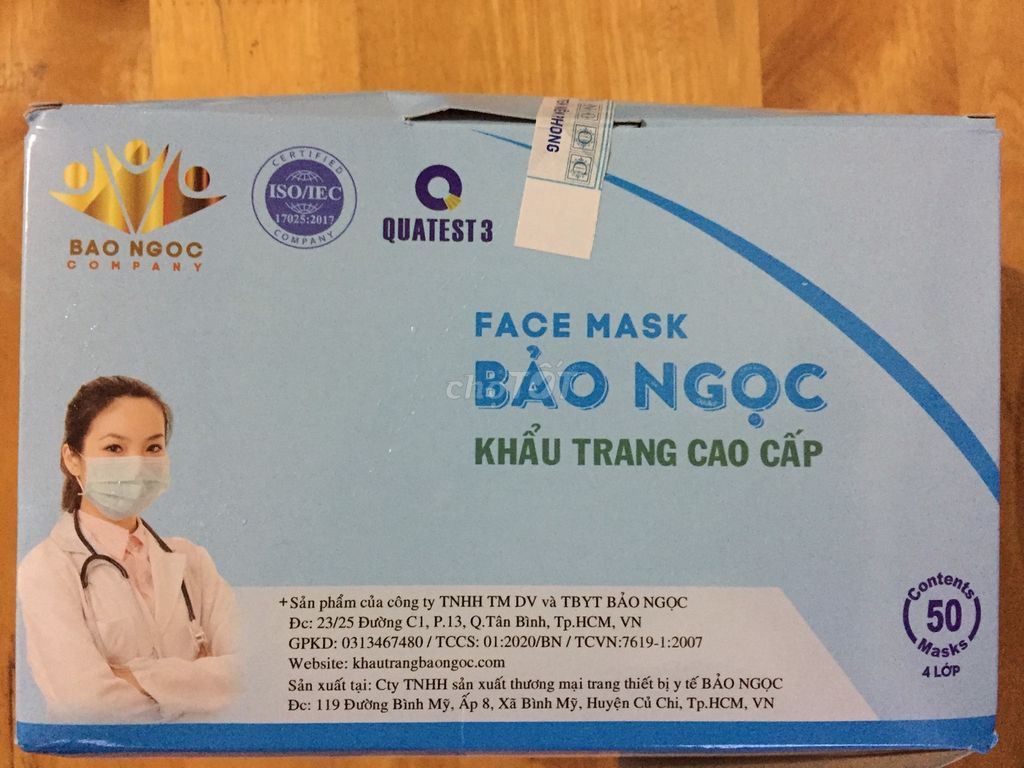 BAO NGOC
COMPANY
CERTIFIED
ISO/IEC
17025:2017
COMPANY
QUATEST 3
FACE MASK
BẢO NGỌC
chợTỐT
KHẨU TRANG CAO CẤP
+Sản phẩm của công ty TNHH TM DV và TBYT BẢO NGỌC
Đc: 23/25 Đường C1, P.13, Q.Tân Bình, Tp.HCM, VN
GPKD: 0313467480 / TCCS: 01:2020/BN / TCVN:7619-1:2007
Website: khautrangbaongoc.com
Sản xuất tại: Cty TNHH sản xuất thương mại trang thiết bị y tế BẢO NGỌC
Đc: 119 Đường Bình Mỹ, Ấp 8, Xã Bình Mỹ, Huyện Củ Chi, Tp.HCM, VN
Contents
50
Masks
4 LỚP